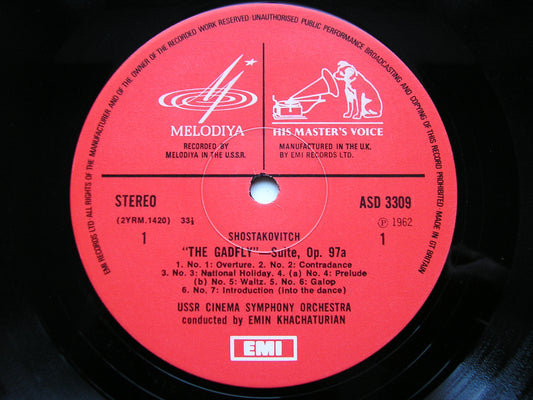 THE MANUFACTURER AND OF THE OWNER OF THE RECORDED WORK RESERVED · UNAUTHORISED PUBLIC PERFORMANCE BROADCASTING AND COPYING OF THIS RECORD PROHIBITED MADE IN GT BRITAIN
EMI RECORDS LTD · ALL RIGHTS OF
MELODIYA
HIS MASTER'S VOICE
RECORDED BY
MELODIYA IN THE U.S.S.R.
MANUFACTURED IN THE U.K.
BY EMI RECORDS LTD.
STEREO
ASD 3309
(2YRM.1420) 33⅓
Ⓟ 1962
1
SHOSTAKOVITCH
1
"THE GADFLY"—Suite, Op. 97a
1. No. 1: Overture. 2. No. 2: Contradance
3. No. 3: National Holiday. 4. (a) No. 4: Prelude
(b) No. 5: Waltz. 5. No. 6: Galop
6. No. 7: Introduction (into the dance)
USSR CINEMA SYMPHONY ORCHESTRA
conducted by EMIN KHACHATURIAN
EMI